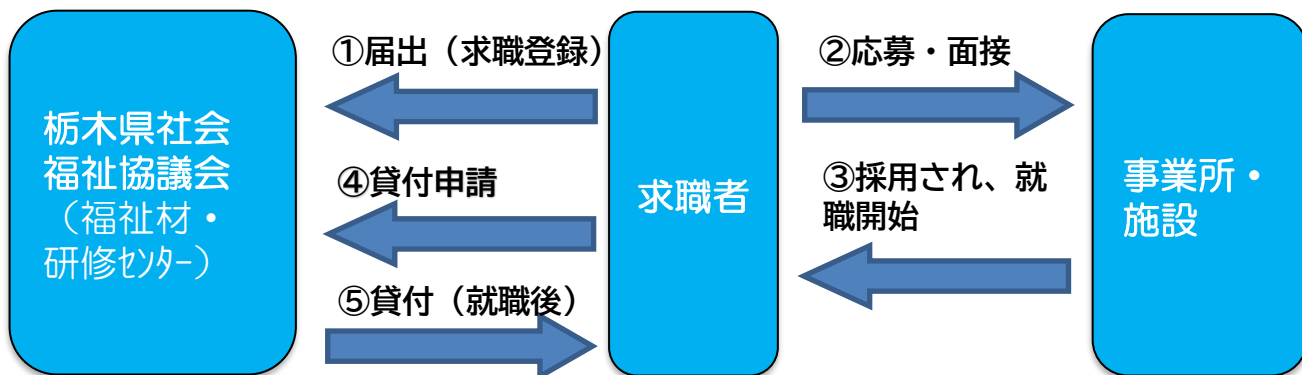 栃木県社会
福祉協議会
（福祉材・
研修ｾﾝﾀｰ）
①届出（求職登録）
④貸付申請
⑤貸付（就職後）
求職者
②応募・面接
③採用され、就
職開始
事業所・
施設